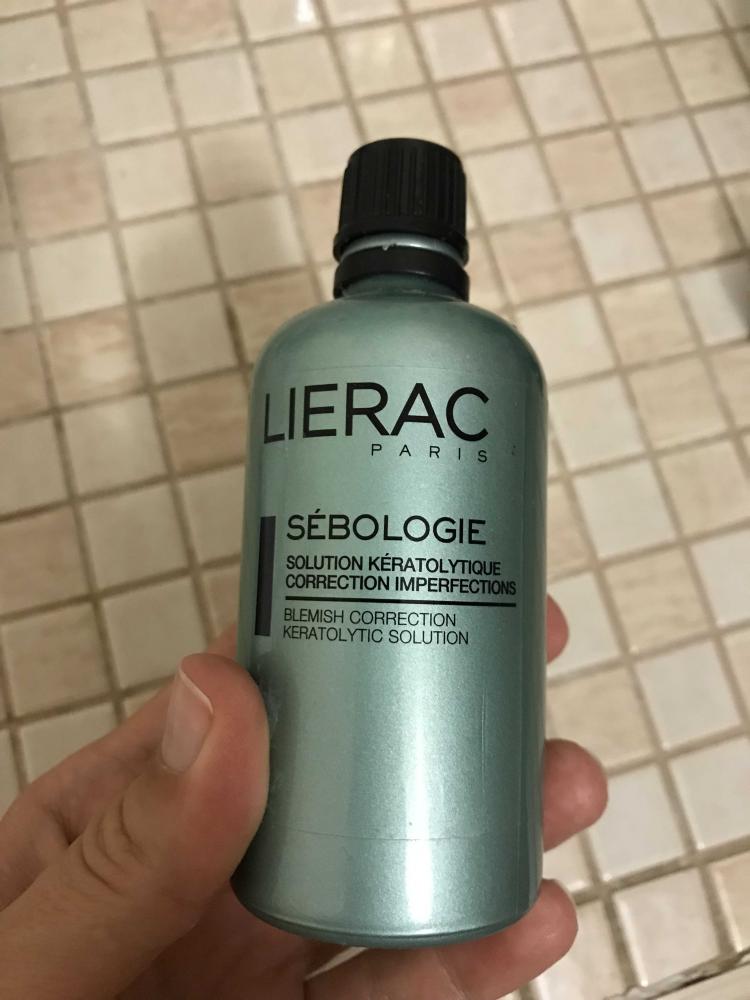 LIERAC
PARIS
SÉBOLOGIE
SOLUTION KÉRATOLYTIQUE
CORRECTION IMPERFECTIONS
BLEMISH CORRECTION
KERATOLYTIC SOLUTION